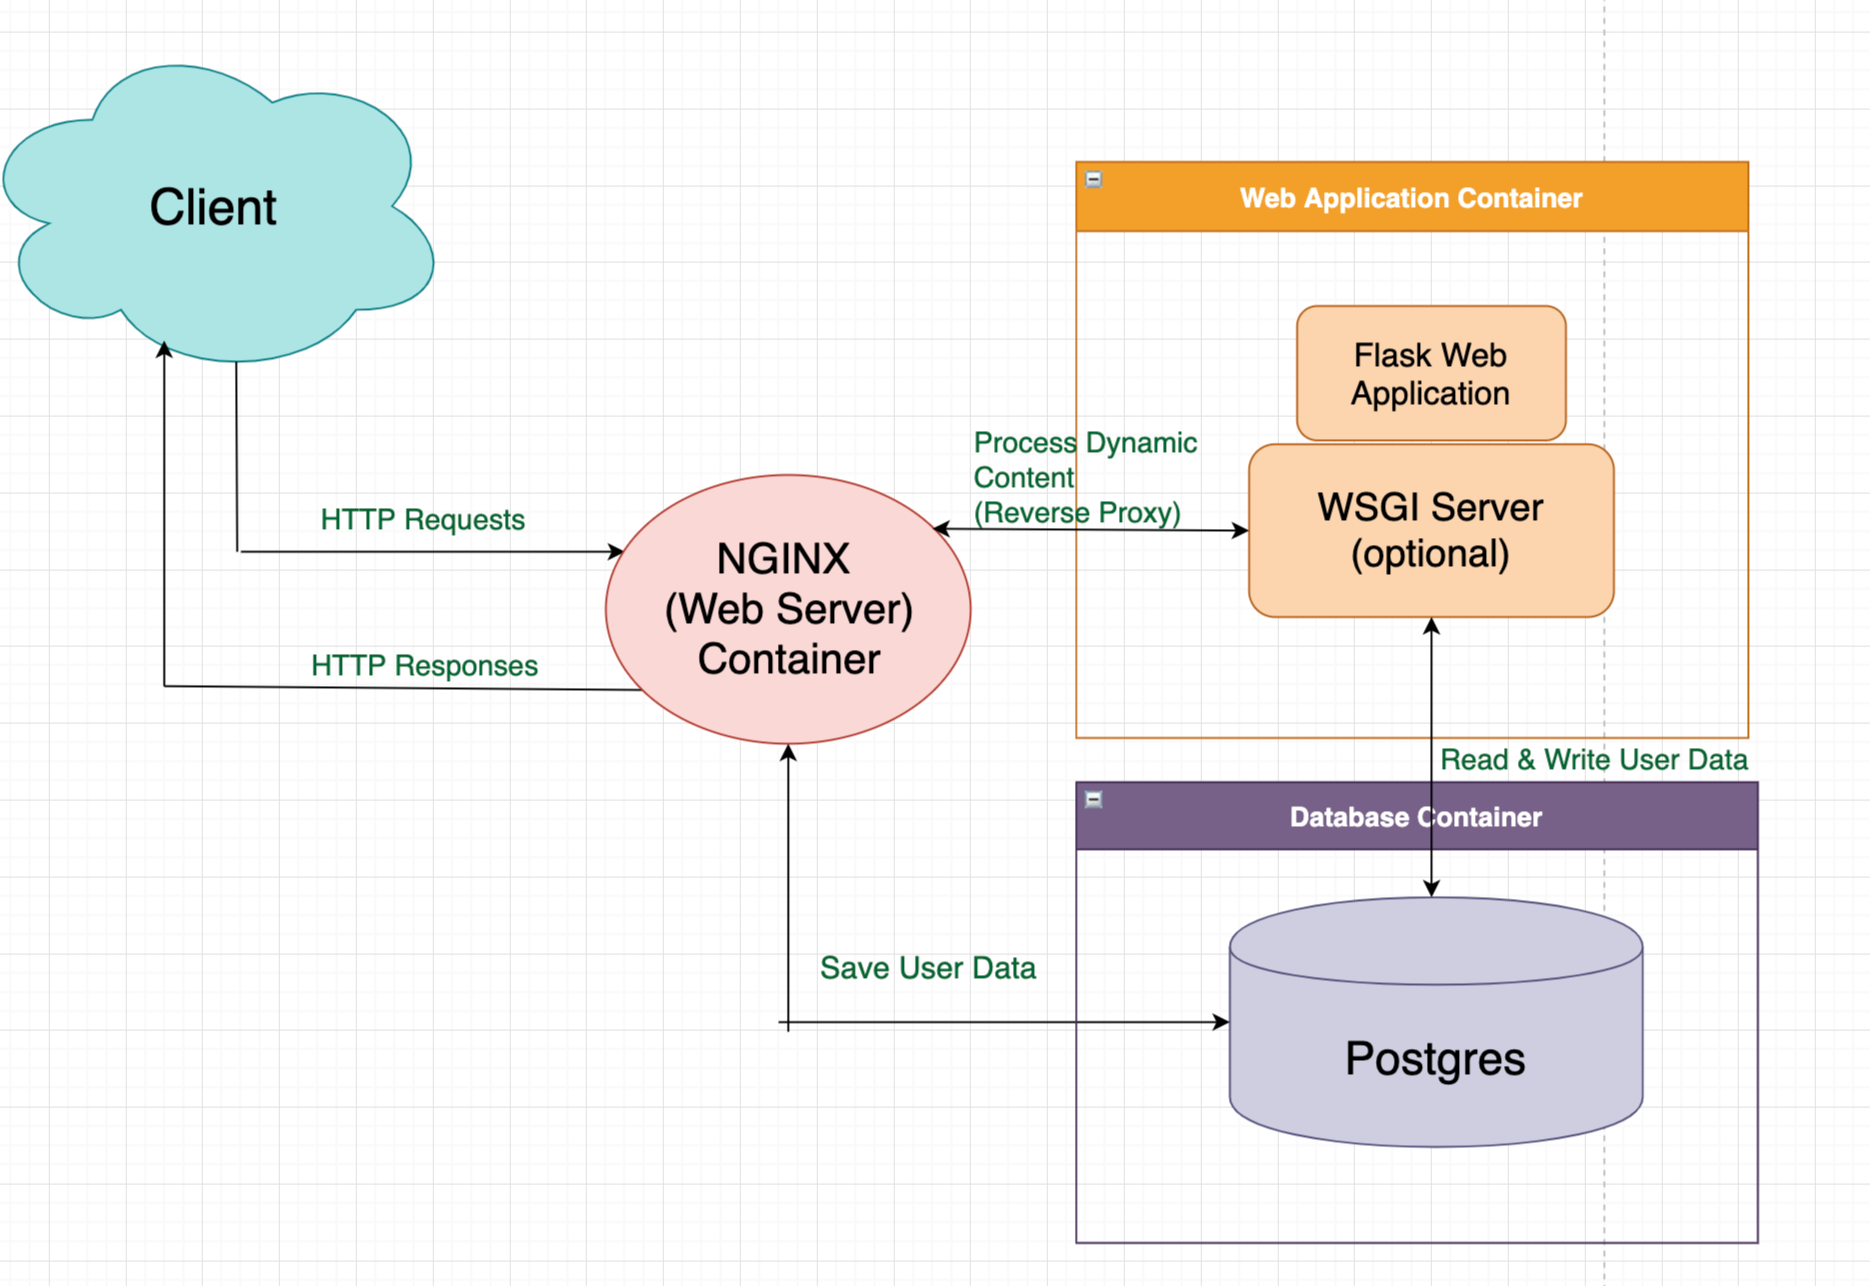 Client
Web Application Container
Flask Web
Application
Process Dynamic
Content
(Reverse Proxy)
WSGI Server
(optional)
HTTP Requests
NGINX
(Web Server)
Container
HTTP Responses
Read & Write User Data
Database Container
Save User Data
Postgres